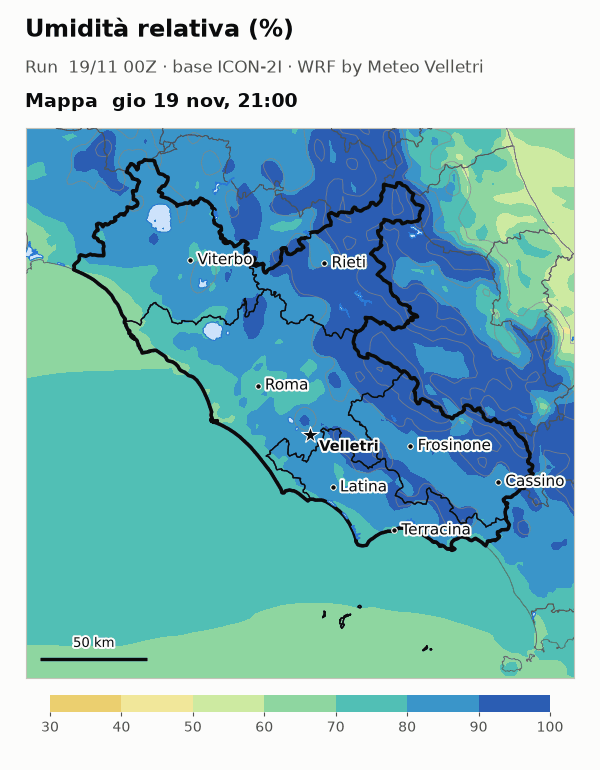 Umidità relativa (%)
Run 19/11 00Z · base ICON-2I · WRF by Meteo Velletri
Mappa gio 19 nov, 21:00
Viterbo
Rieti
Roma
Velletri
Frosinone
Cassino
Latina
Terracina
50 km
30 40 50 60 70 80 90 100